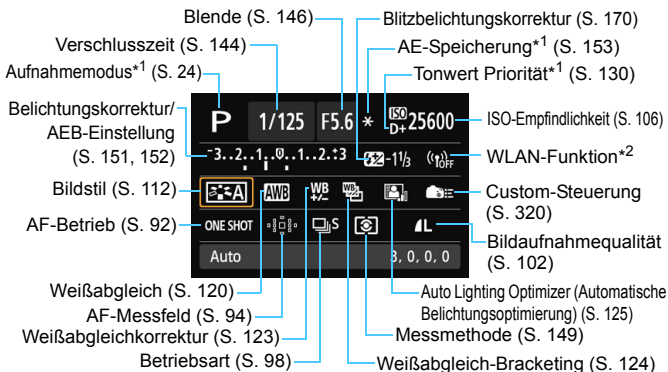 Blende (S. 146)
Blitzbelichtungskorrektur (S. 170)
Verschlusszeit (S. 144)
AE-Speicherung*1 (S. 153)
Aufnahmemodus*1 (S. 24)
Tonwert Priorität*1 (S. 130)
P 1/125 F5.6 * ISO D+ 25600
ISO-Empfindlichkeit (S. 106)
Belichtungskorrektur/
AEB-Einstellung
(S. 151, 152)
-3..2..1..0..1..2.:3 -1⅓ OFF
WLAN-Funktion*2
Bildstil (S. 112)
A AWB WB +/-
Custom-Steuerung
(S. 320)
AF-Betrieb (S. 92)
ONE SHOT S L
Bildaufnahmequalität
(S. 102)
Auto 3, 0, 0, 0
Weißabgleich (S. 120)
AF-Messfeld (S. 94)
Weißabgleichkorrektur (S. 123)
Betriebsart (S. 98)
Auto Lighting Optimizer (Automatische
Belichtungsoptimierung) (S. 125)
Messmethode (S. 149)
Weißabgleich-Bracketing (S. 124)